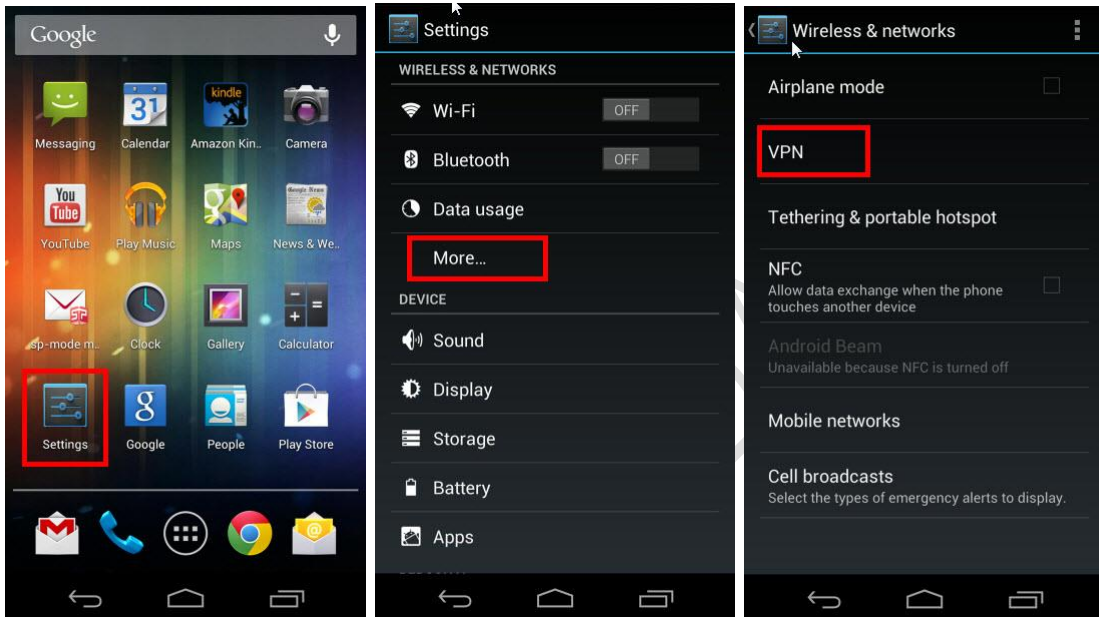 Google
31
kindle
Messaging
Calendar
Amazon Kin..
Camera
You
Tube
Google News
YouTube
Play Music
Maps
News & We..
sp-mode m..
Clock
Gallery
Calculator
g
Settings
Google
People
Play Store
@
Settings
WIRELESS & NETWORKS
Wi-Fi
OFF
Bluetooth
OFF
Data usage
More...
DEVICE
Sound
Display
Storage
Battery
Apps
Wireless & networks
Airplane mode
VPN
Tethering & portable hotspot
NFC
Allow data exchange when the phone
touches another device
Android Beam
Unavailable because NFC is turned off
Mobile networks
Cell broadcasts
Select the types of emergency alerts to display.